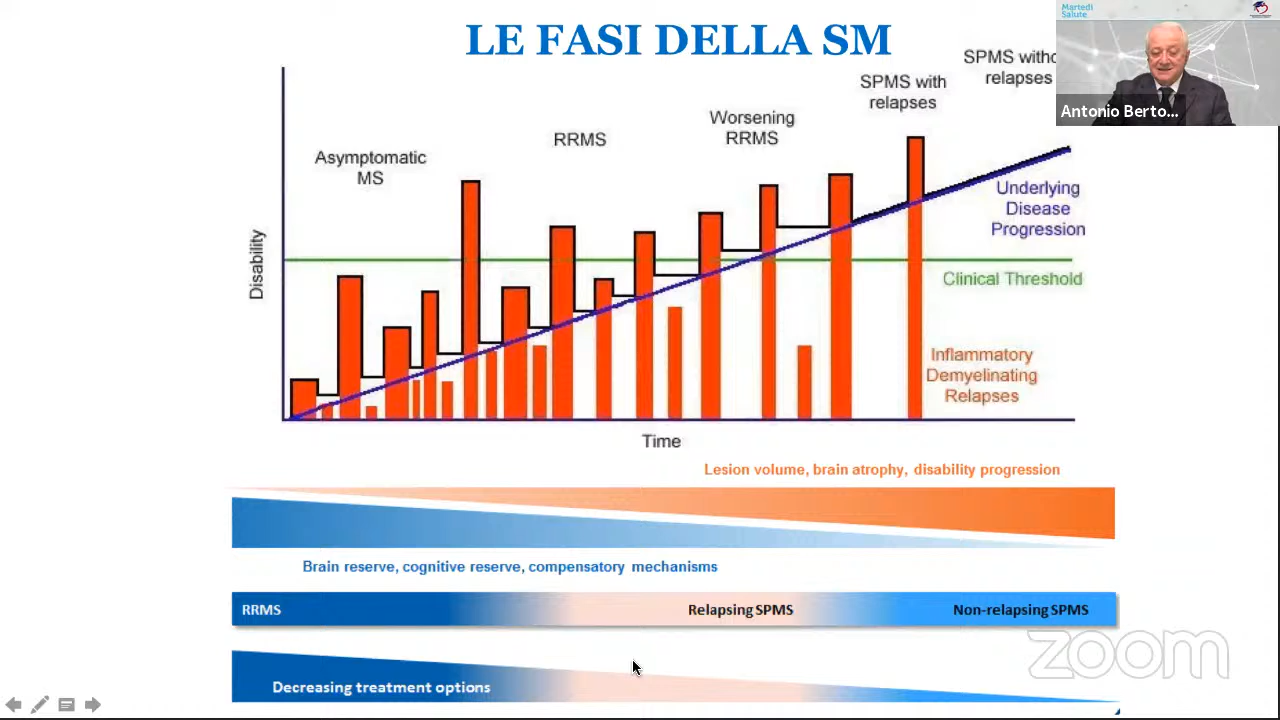 LE FASI DELLA SM
Martedì
Salute
Antonio Berto...
SPMS witho
relapses
SPMS with
relapses
Worsening
RRMS
RRMS
Asymptomatic
MS
Underlying
Disease
Progression
Disability
Clinical Threshold
Inflammatory
Demyelinating
Relapses
Time
Lesion volume, brain atrophy, disability progression
Brain reserve, cognitive reserve, compensatory mechanisms
RRMS
Relapsing SPMS
Non-relapsing SPMS
zoom
Decreasing treatment options